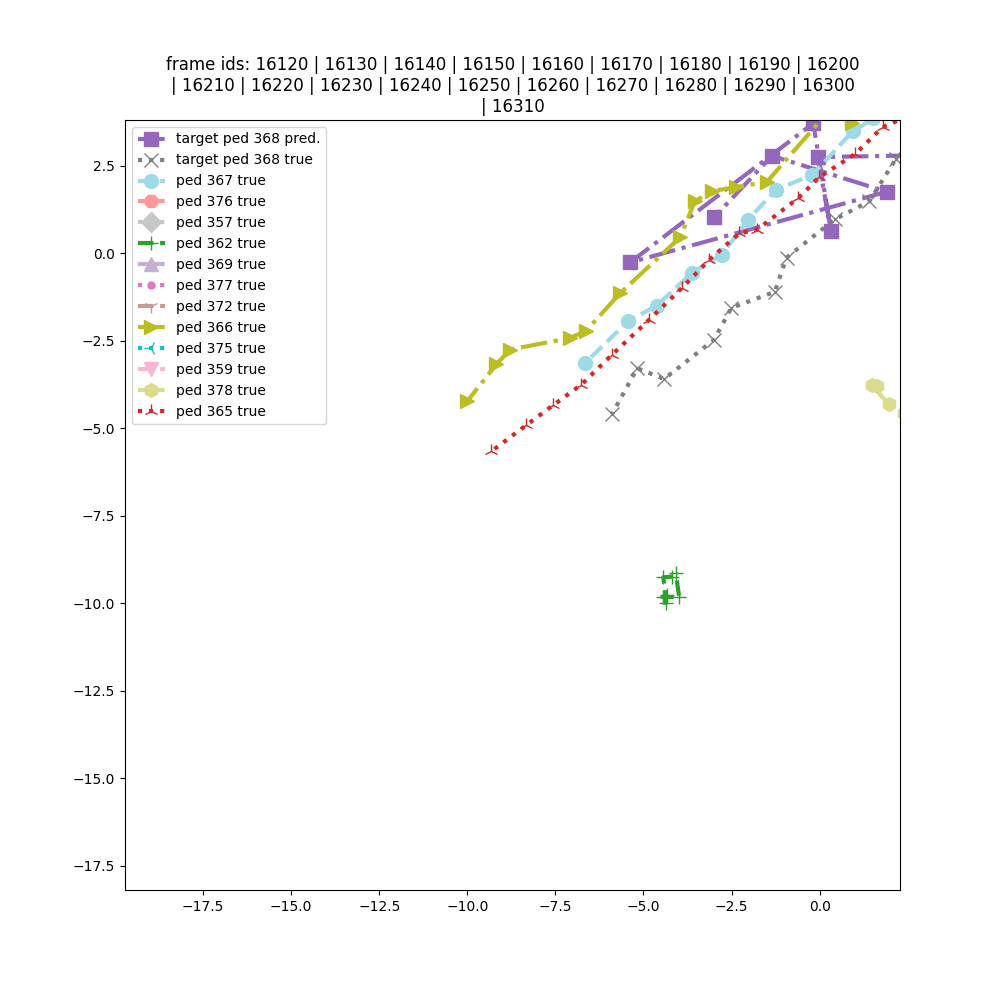 frame ids: 16120 | 16130 | 16140 | 16150 | 16160 | 16170 | 16180 | 16190 | 16200
| 16210 | 16220 | 16230 | 16240 | 16250 | 16260 | 16270 | 16280 | 16290 | 16300
| 16310
target ped 368 pred.
target ped 368 true
ped 367 true
ped 376 true
ped 357 true
ped 362 true
ped 369 true
ped 377 true
ped 372 true
ped 366 true
ped 375 true
ped 359 true
ped 378 true
ped 365 true
2.5
0.0
−2.5
−5.0
−7.5
−10.0
−12.5
−15.0
−17.5
−17.5 −15.0 −12.5 −10.0 −7.5 −5.0 −2.5 0.0